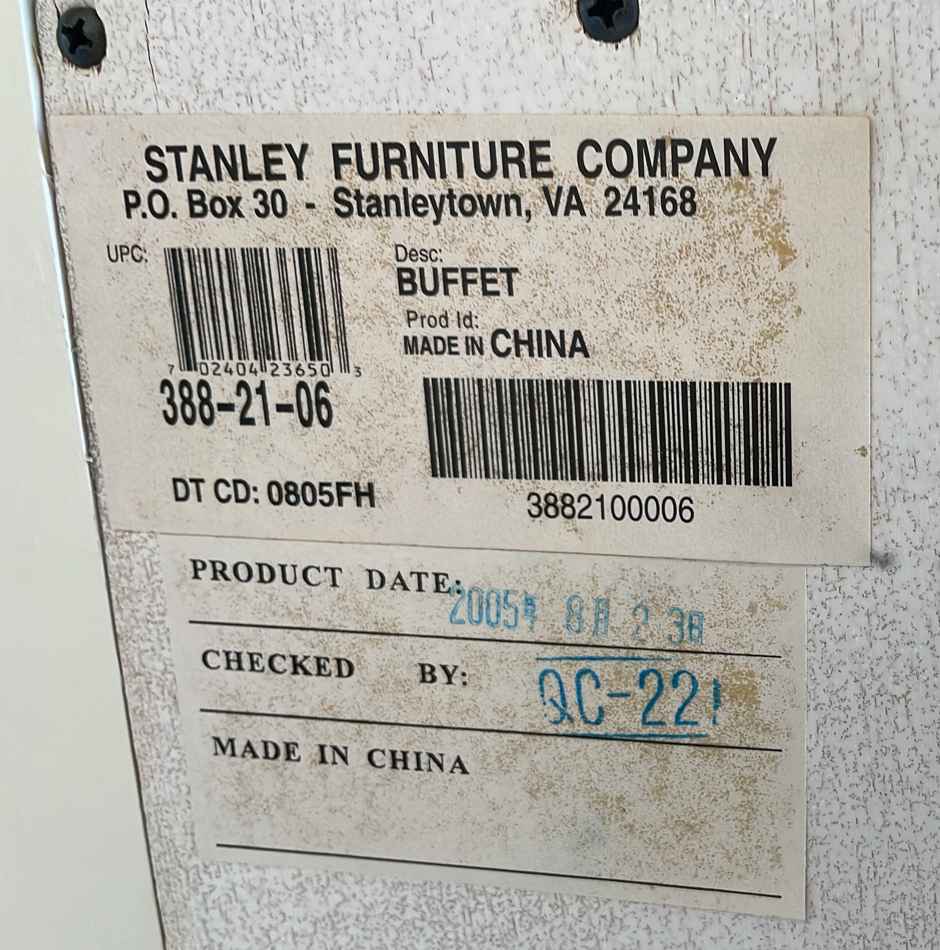 STANLEY FURNITURE COMPANY
P.O. Box 30 - Stanleytown, VA 24168
UPC:
7 02404 23650 3
388-21-06
DT CD: 0805FH
Desc:
BUFFET
Prod Id:
MADE IN CHINA
3882100006
PRODUCT DATE:
2005年 8月 23日
CHECKED BY:
QC-22
MADE IN CHINA